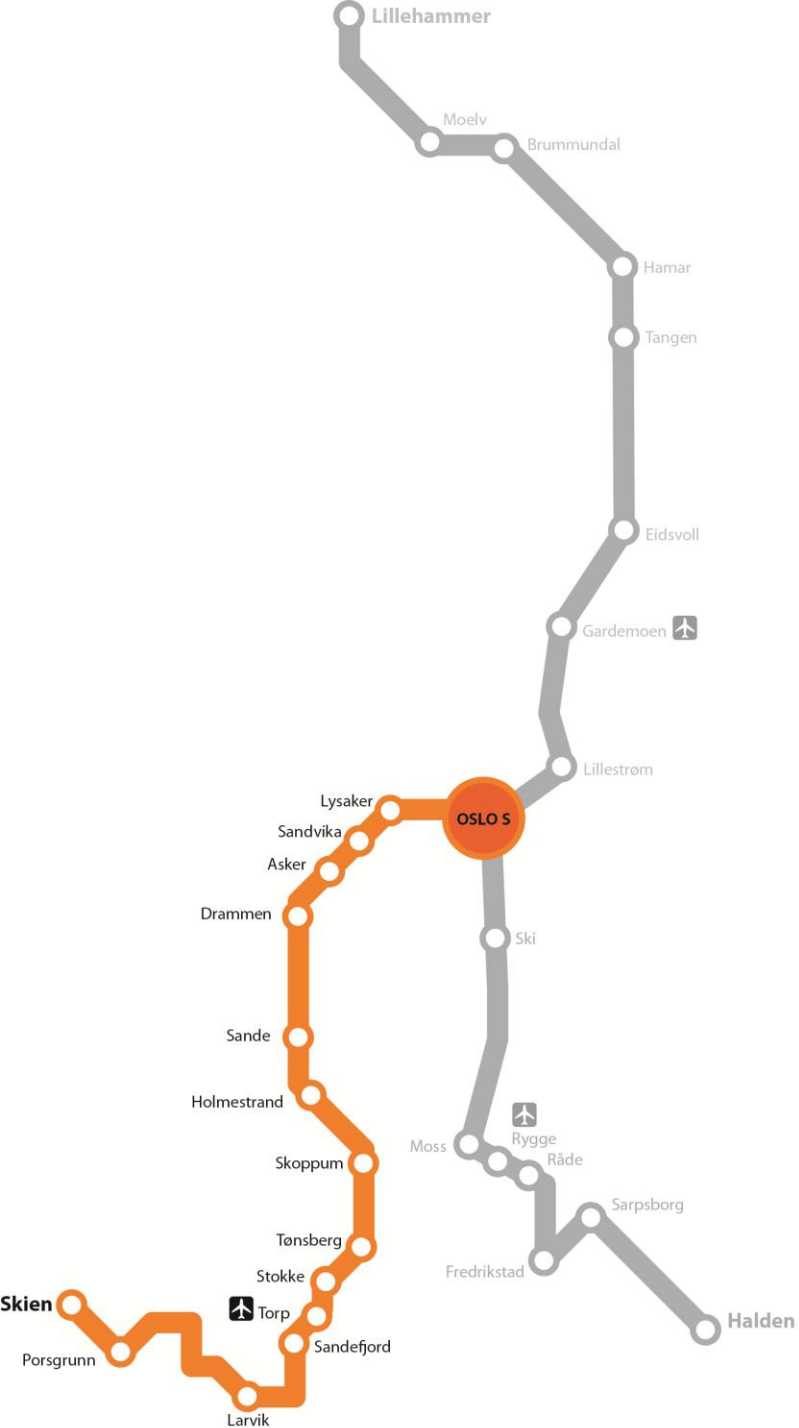 Lillehammer
Moelv
Brummundal
Hamar
Tangen
Eidsvoll
Gardemoen
Lillestrøm
Lysaker
OSLO S
Sandvika
Asker
Drammen
Ski
Sande
Holmestrand
Rygge
Moss
Råde
Skoppum
Sarpsborg
Tønsberg
Fredrikstad
Stokke
Skien
Torp
Halden
Sandefjord
Porsgrunn
Larvik